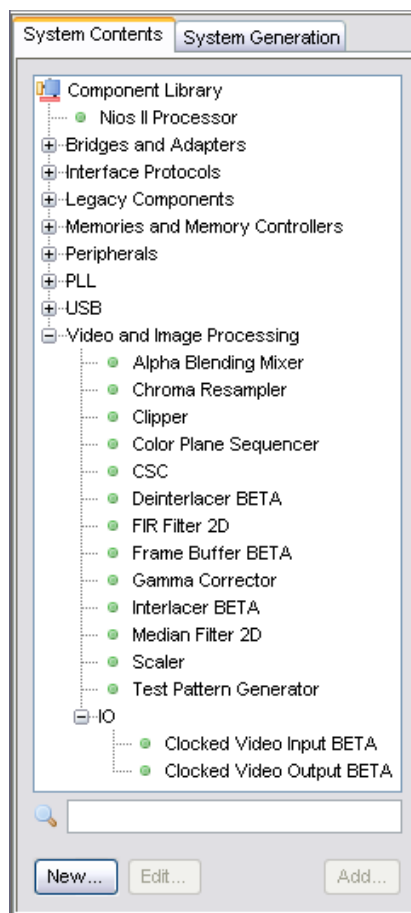 System Contents
System Generation
Component Library
Nios II Processor
Bridges and Adapters
Interface Protocols
Legacy Components
Memories and Memory Controllers
Peripherals
PLL
USB
Video and Image Processing
Alpha Blending Mixer
Chroma Resampler
Clipper
Color Plane Sequencer
CSC
Deinterlacer BETA
FIR Filter 2D
Frame Buffer BETA
Gamma Corrector
Interlacer BETA
Median Filter 2D
Scaler
Test Pattern Generator
IO
Clocked Video Input BETA
Clocked Video Output BETA
New... Edit... Add...